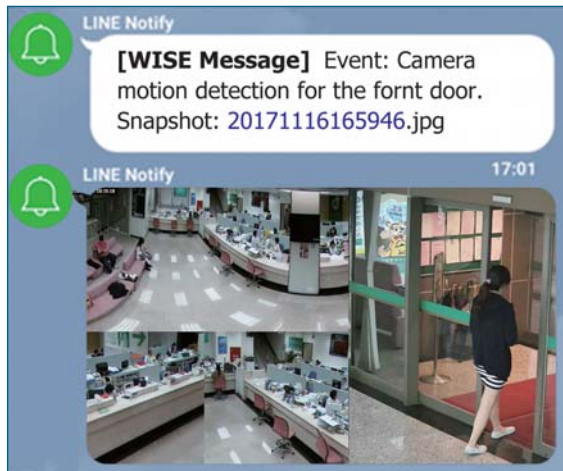 LINE Notify
[WISE Message] Event: Camera
motion detection for the fornt door.
Snapshot: 20171116165946.jpg
LINE Notify
17:01